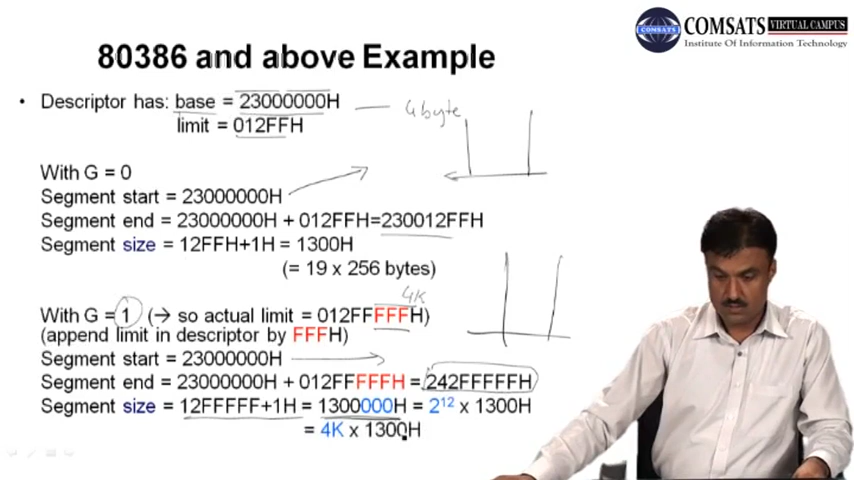 COMSATS VIRTUAL CAMPUS
COMSATS
Institute Of Information Technology
80386 and above Example
• Descriptor has: base = 23000000H
4 byte
limit = 012FFH
With G = 0
Segment start = 23000000H
Segment end = 23000000H + 012FFH=230012FFH
Segment size = 12FFH+1H = 1300H
(= 19 x 256 bytes)
4K
With G = 1 (→ so actual limit = 012FFFFFH)
(append limit in descriptor by FFFH)
Segment start = 23000000H
Segment end = 23000000H + 012FFFFFH = 242FFFFFH
Segment size = 12FFFFF+1H = 1300000H = 2¹² x 1300H
= 4K x 1300H